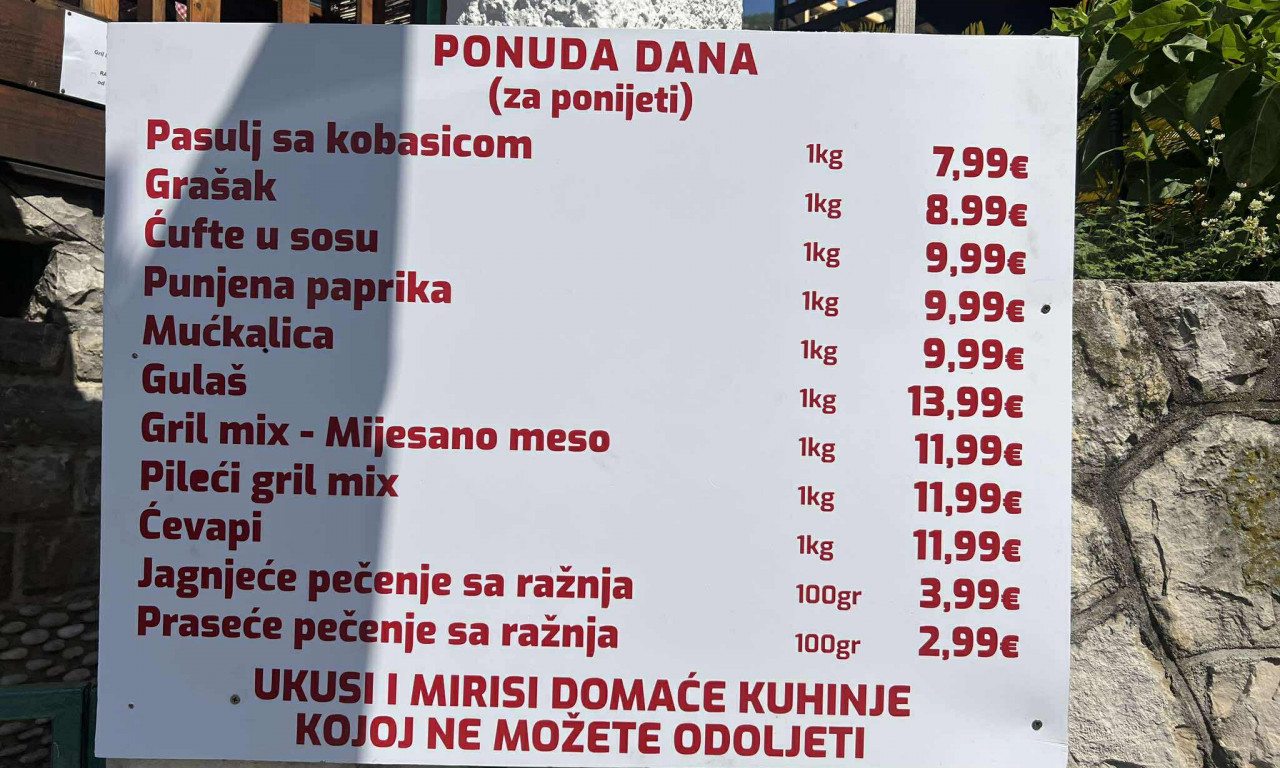 PONUDA DANA
(za ponijeti)
Pasulj sa kobasicom 1kg 7,99€
Grašak 1kg 8.99€
Ćufte u sosu 1kg 9,99€
Punjena paprika 1kg 9,99€
Mućkalica 1kg 9,99€
Gulaš 1kg 13,99€
Gril mix - Mijesano meso 1kg 11,99€
Pileći gril mix 1kg 11,99€
Ćevapi 1kg 11,99€
Jagnjeće pečenje sa ražnja 100gr 3,99€
Praseće pečenje sa ražnja 100gr 2,99€
UKUSI I MIRISI DOMAĆE KUHINJE
KOJOJ NE MOŽETE ODOLJETI